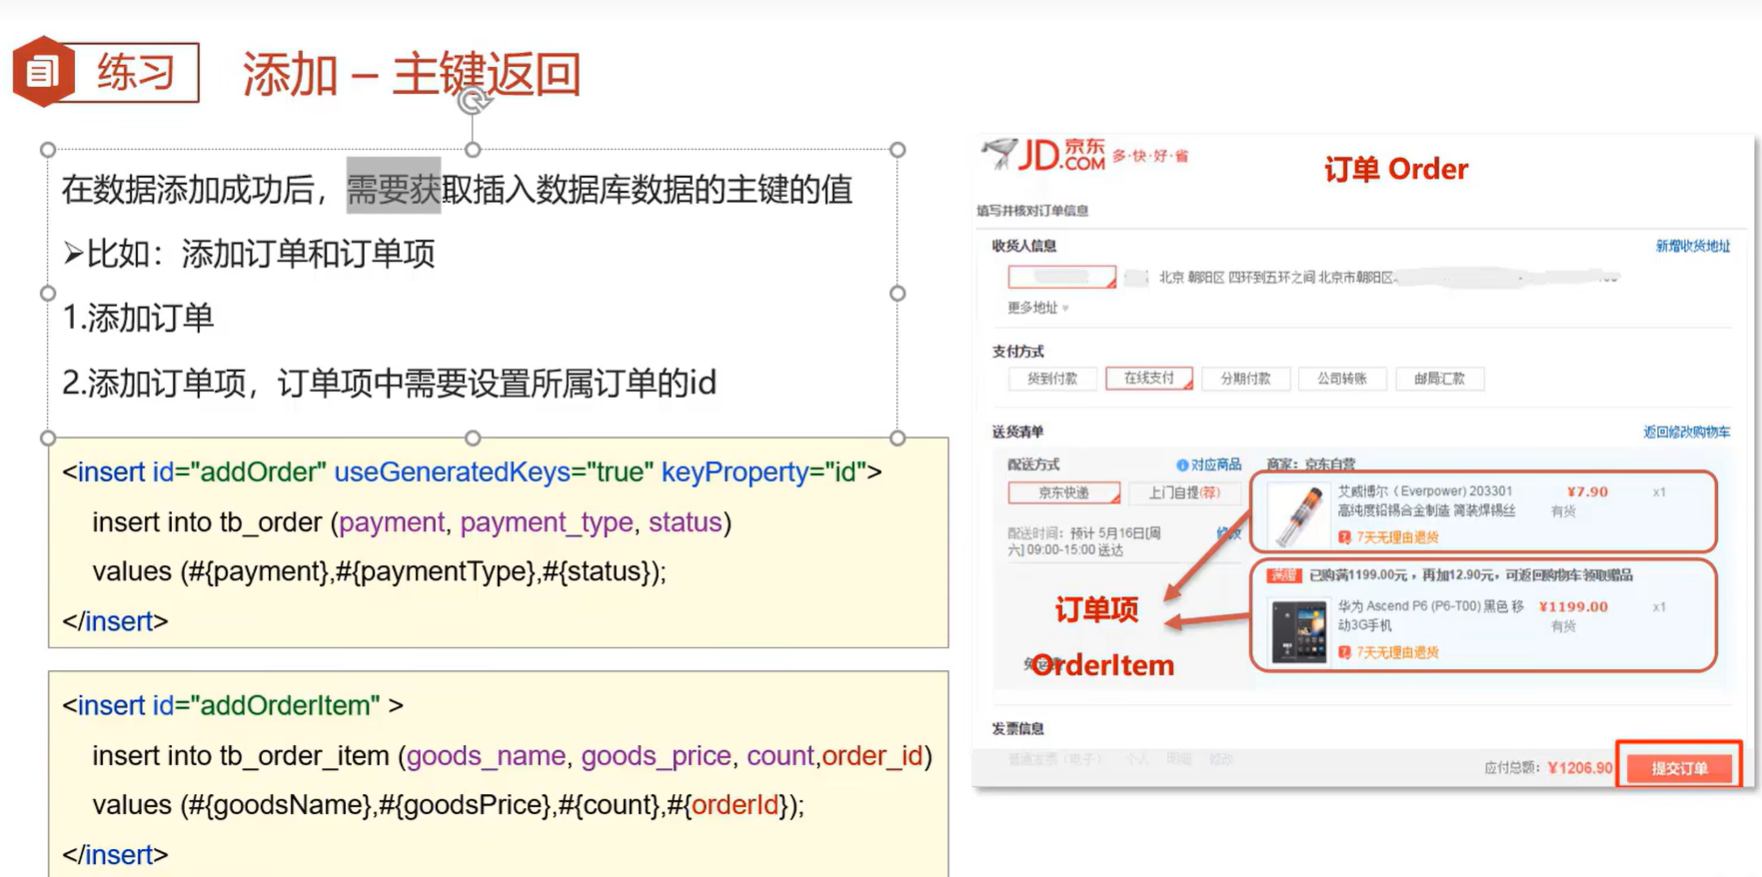 练习
添加 – 主键返回
在数据添加成功后，需要获取插入数据库数据的主键的值
➢比如：添加订单和订单项
1.添加订单
2.添加订单项，订单项中需要设置所属订单的id
<insert id="addOrder" useGeneratedKeys="true" keyProperty="id">
insert into tb_order (payment, payment_type, status)
values (#{payment},#{paymentType},#{status});
</insert>
<insert id="addOrderItem" >
insert into tb_order_item (goods_name, goods_price, count,order_id)
values (#{goodsName},#{goodsPrice},#{count},#{orderId});
</insert>
JD.COM 京东 多·快·好·省
订单 Order
填写并核对订单信息
收货人信息 新增收货地址
北京 朝阳区 四环到五环之间 北京市朝阳区
更多地址
支付方式
货到付款 在线支付 分期付款 公司转账 邮局汇款
送货清单 返回修改购物车
配送方式 对应商品 商家：京东自营
京东快递 上门自提(荐)
配送时间：预计 5月16日[周 修改
六] 09:00-15:00 送达
艾威博尔（Everpower) 203301 ¥7.90 x1
高纯度铅锡合金制造 简装焊锡丝 有货
7天无理由退货
已购满1199.00元，再加12.90元，可返回购物车领取赠品
华为 Ascend P6 (P6-T00) 黑色 移 ¥1199.00 x1
动3G手机 有货
7天无理由退货
订单项
OrderItem
发票信息
普通发票（电子） 个人 明细 修改
应付总额：¥1206.90 提交订单